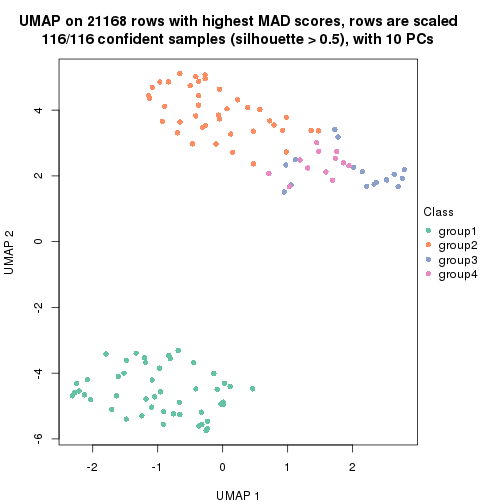 UMAP on 21168 rows with highest MAD scores, rows are scaled
116/116 confident samples (silhouette > 0.5), with 10 PCs
4
2
0
-2
-4
-6
UMAP 2
-2
-1
0
1
2
UMAP 1
Class
group1
group2
group3
group4